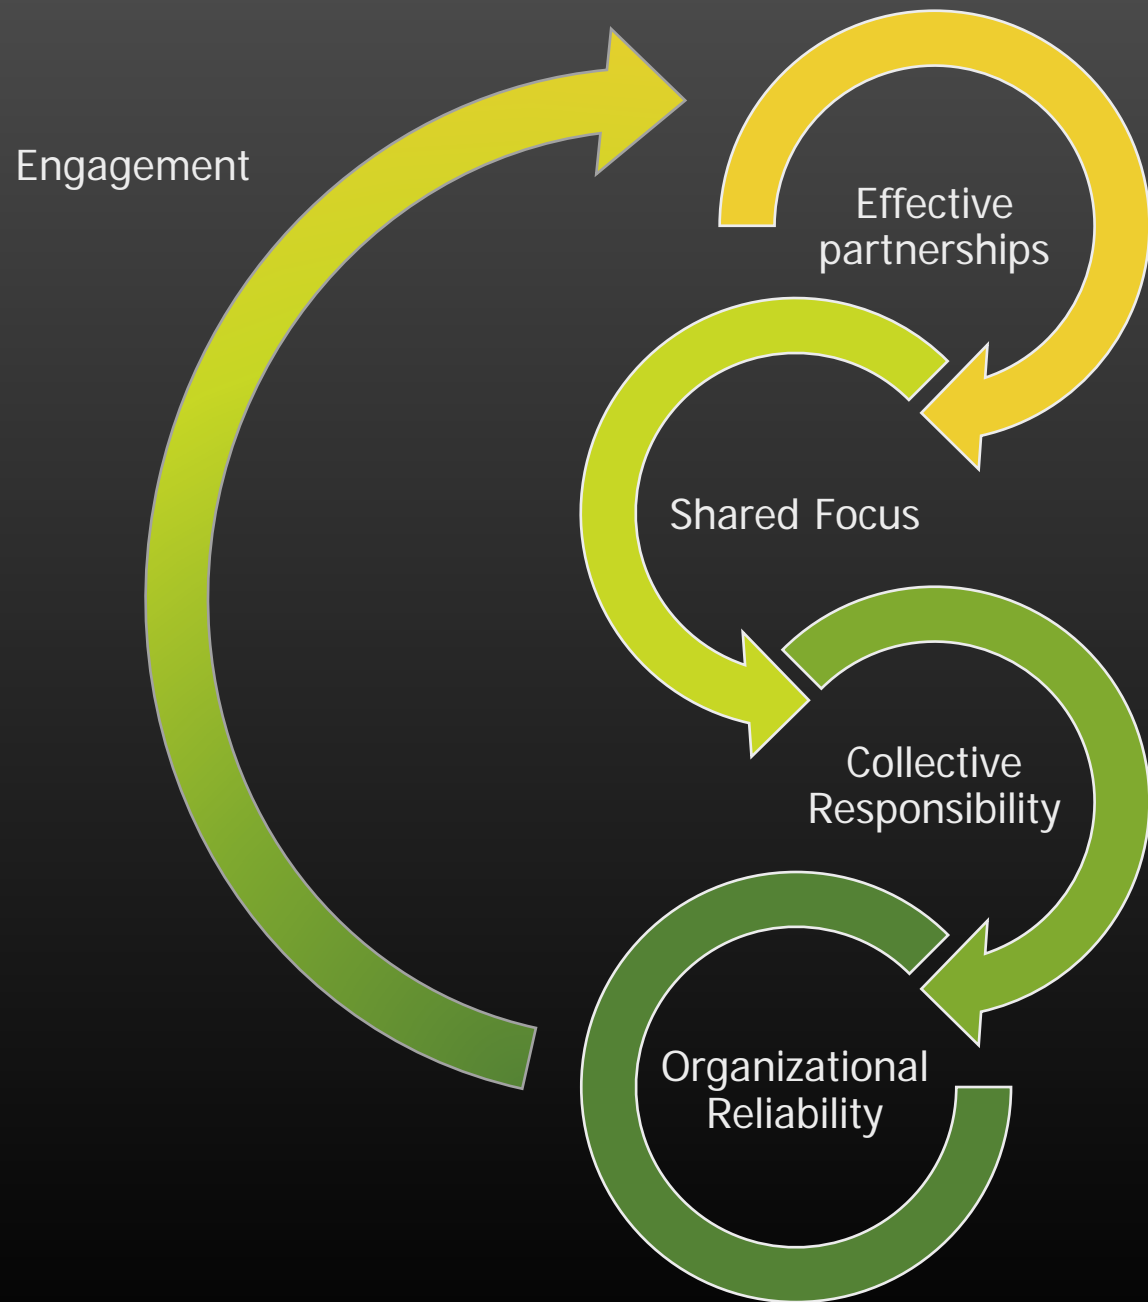 Engagement
Effective
partnerships
Shared Focus
Collective
Responsibility
Organizational
Reliability